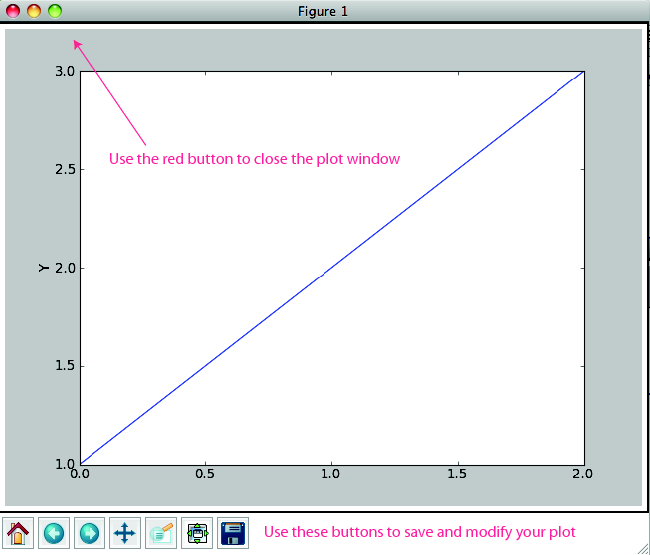 Figure 1
3.0
Use the red button to close the plot window
2.5
Y
2.0
1.5
1.0
0.0
0.5
1.0
1.5
2.0
Use these buttons to save and modify your plot